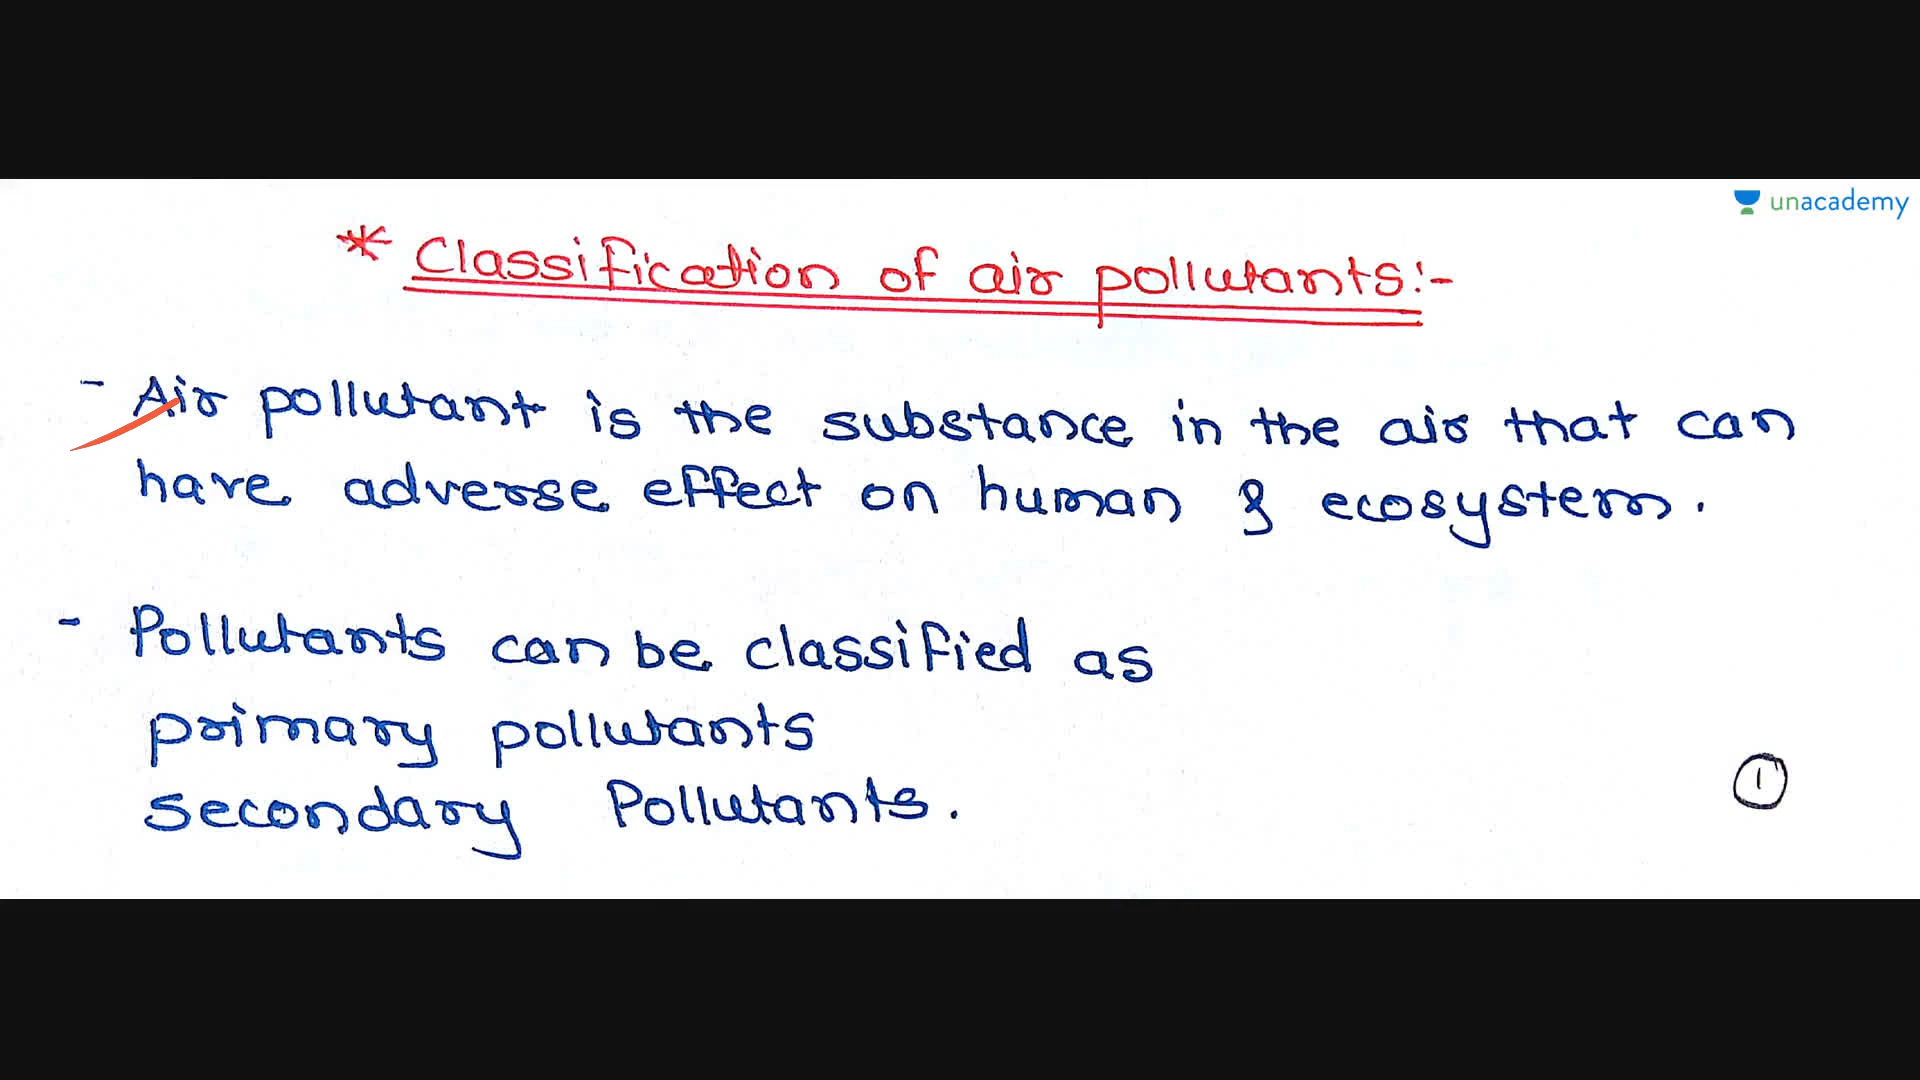 unacademy
* Classification of air pollutants:-
- Air pollutant is the substance in the air that can
have adverse effect on human & ecosystem.
- Pollutants can be classified as
primary pollutants
secondary Pollutants.
1